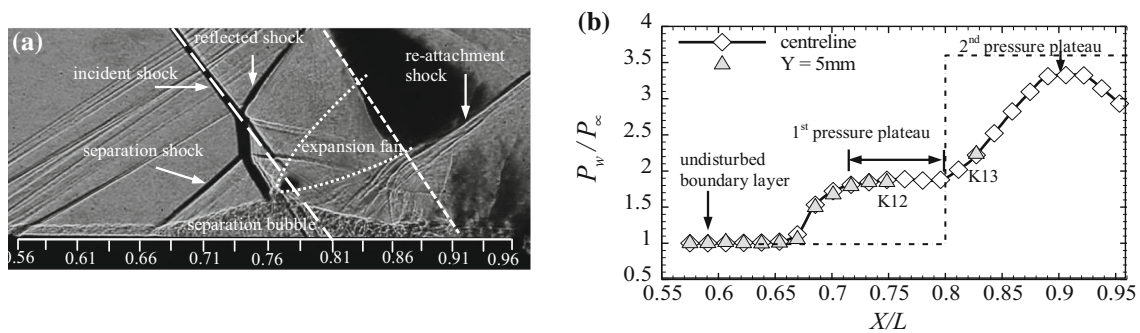 (a)
reflected shock
incident shock
re-attachment
shock
separation shock
expansion fan
separation bubble
0.56 0.61 0.66 0.71 0.76 0.81 0.86 0.91 0.96
(b)
4
3.5
3
2.5
2
1.5
1
0.5
P_w / P_∞
centreline
Y = 5mm
2nd pressure plateau
1st pressure plateau
undisturbed
boundary layer
K12
K13
0.55 0.6 0.65 0.7 0.75 0.8 0.85 0.9 0.95
X/L